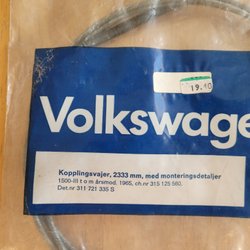 19.10
Volkswage
Kopplingsvajer, 2333 mm, med monteringsdetaljer
1500-III t o m årsmod. 1965, ch nr 315 125 560.
Det.nr 311 721 335 S